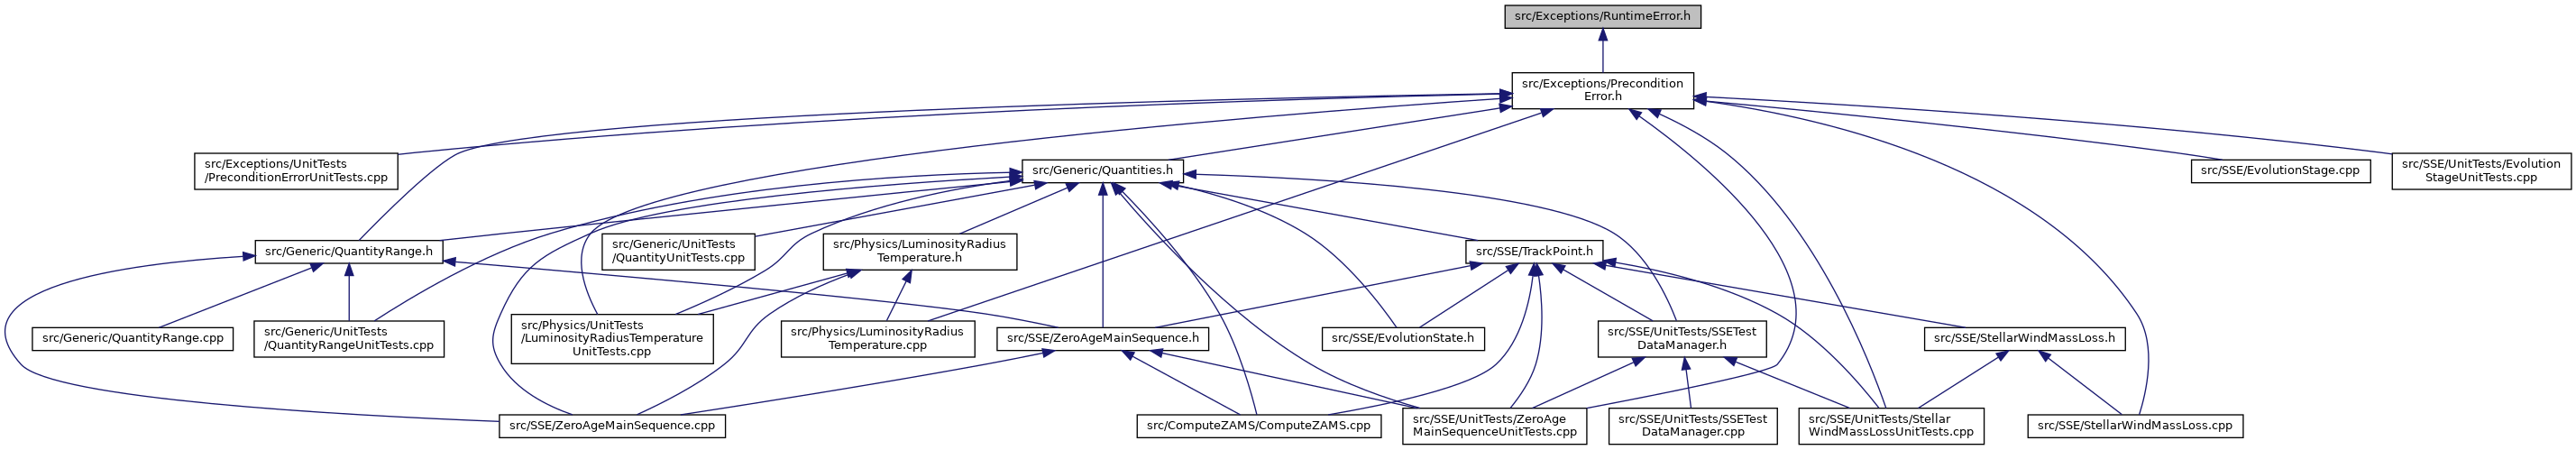 src/Exceptions/RuntimeError.h
src/Exceptions/Precondition
Error.h
src/Exceptions/UnitTests
/PreconditionErrorUnitTests.cpp
src/Generic/Quantities.h
src/SSE/EvolutionStage.cpp
src/SSE/UnitTests/Evolution
StageUnitTests.cpp
src/Generic/QuantityRange.h
src/Generic/UnitTests
/QuantityUnitTests.cpp
src/Physics/LuminosityRadius
Temperature.h
src/SSE/TrackPoint.h
src/Generic/QuantityRange.cpp
src/Generic/UnitTests
/QuantityRangeUnitTests.cpp
src/Physics/UnitTests
/LuminosityRadiusTemperature
UnitTests.cpp
src/Physics/LuminosityRadius
Temperature.cpp
src/SSE/ZeroAgeMainSequence.h
src/SSE/EvolutionState.h
src/SSE/UnitTests/SSETest
DataManager.h
src/SSE/StellarWindMassLoss.h
src/SSE/ZeroAgeMainSequence.cpp
src/ComputeZAMS/ComputeZAMS.cpp
src/SSE/UnitTests/ZeroAge
MainSequenceUnitTests.cpp
src/SSE/UnitTests/SSETest
DataManager.cpp
src/SSE/UnitTests/Stellar
WindMassLossUnitTests.cpp
src/SSE/StellarWindMassLoss.cpp